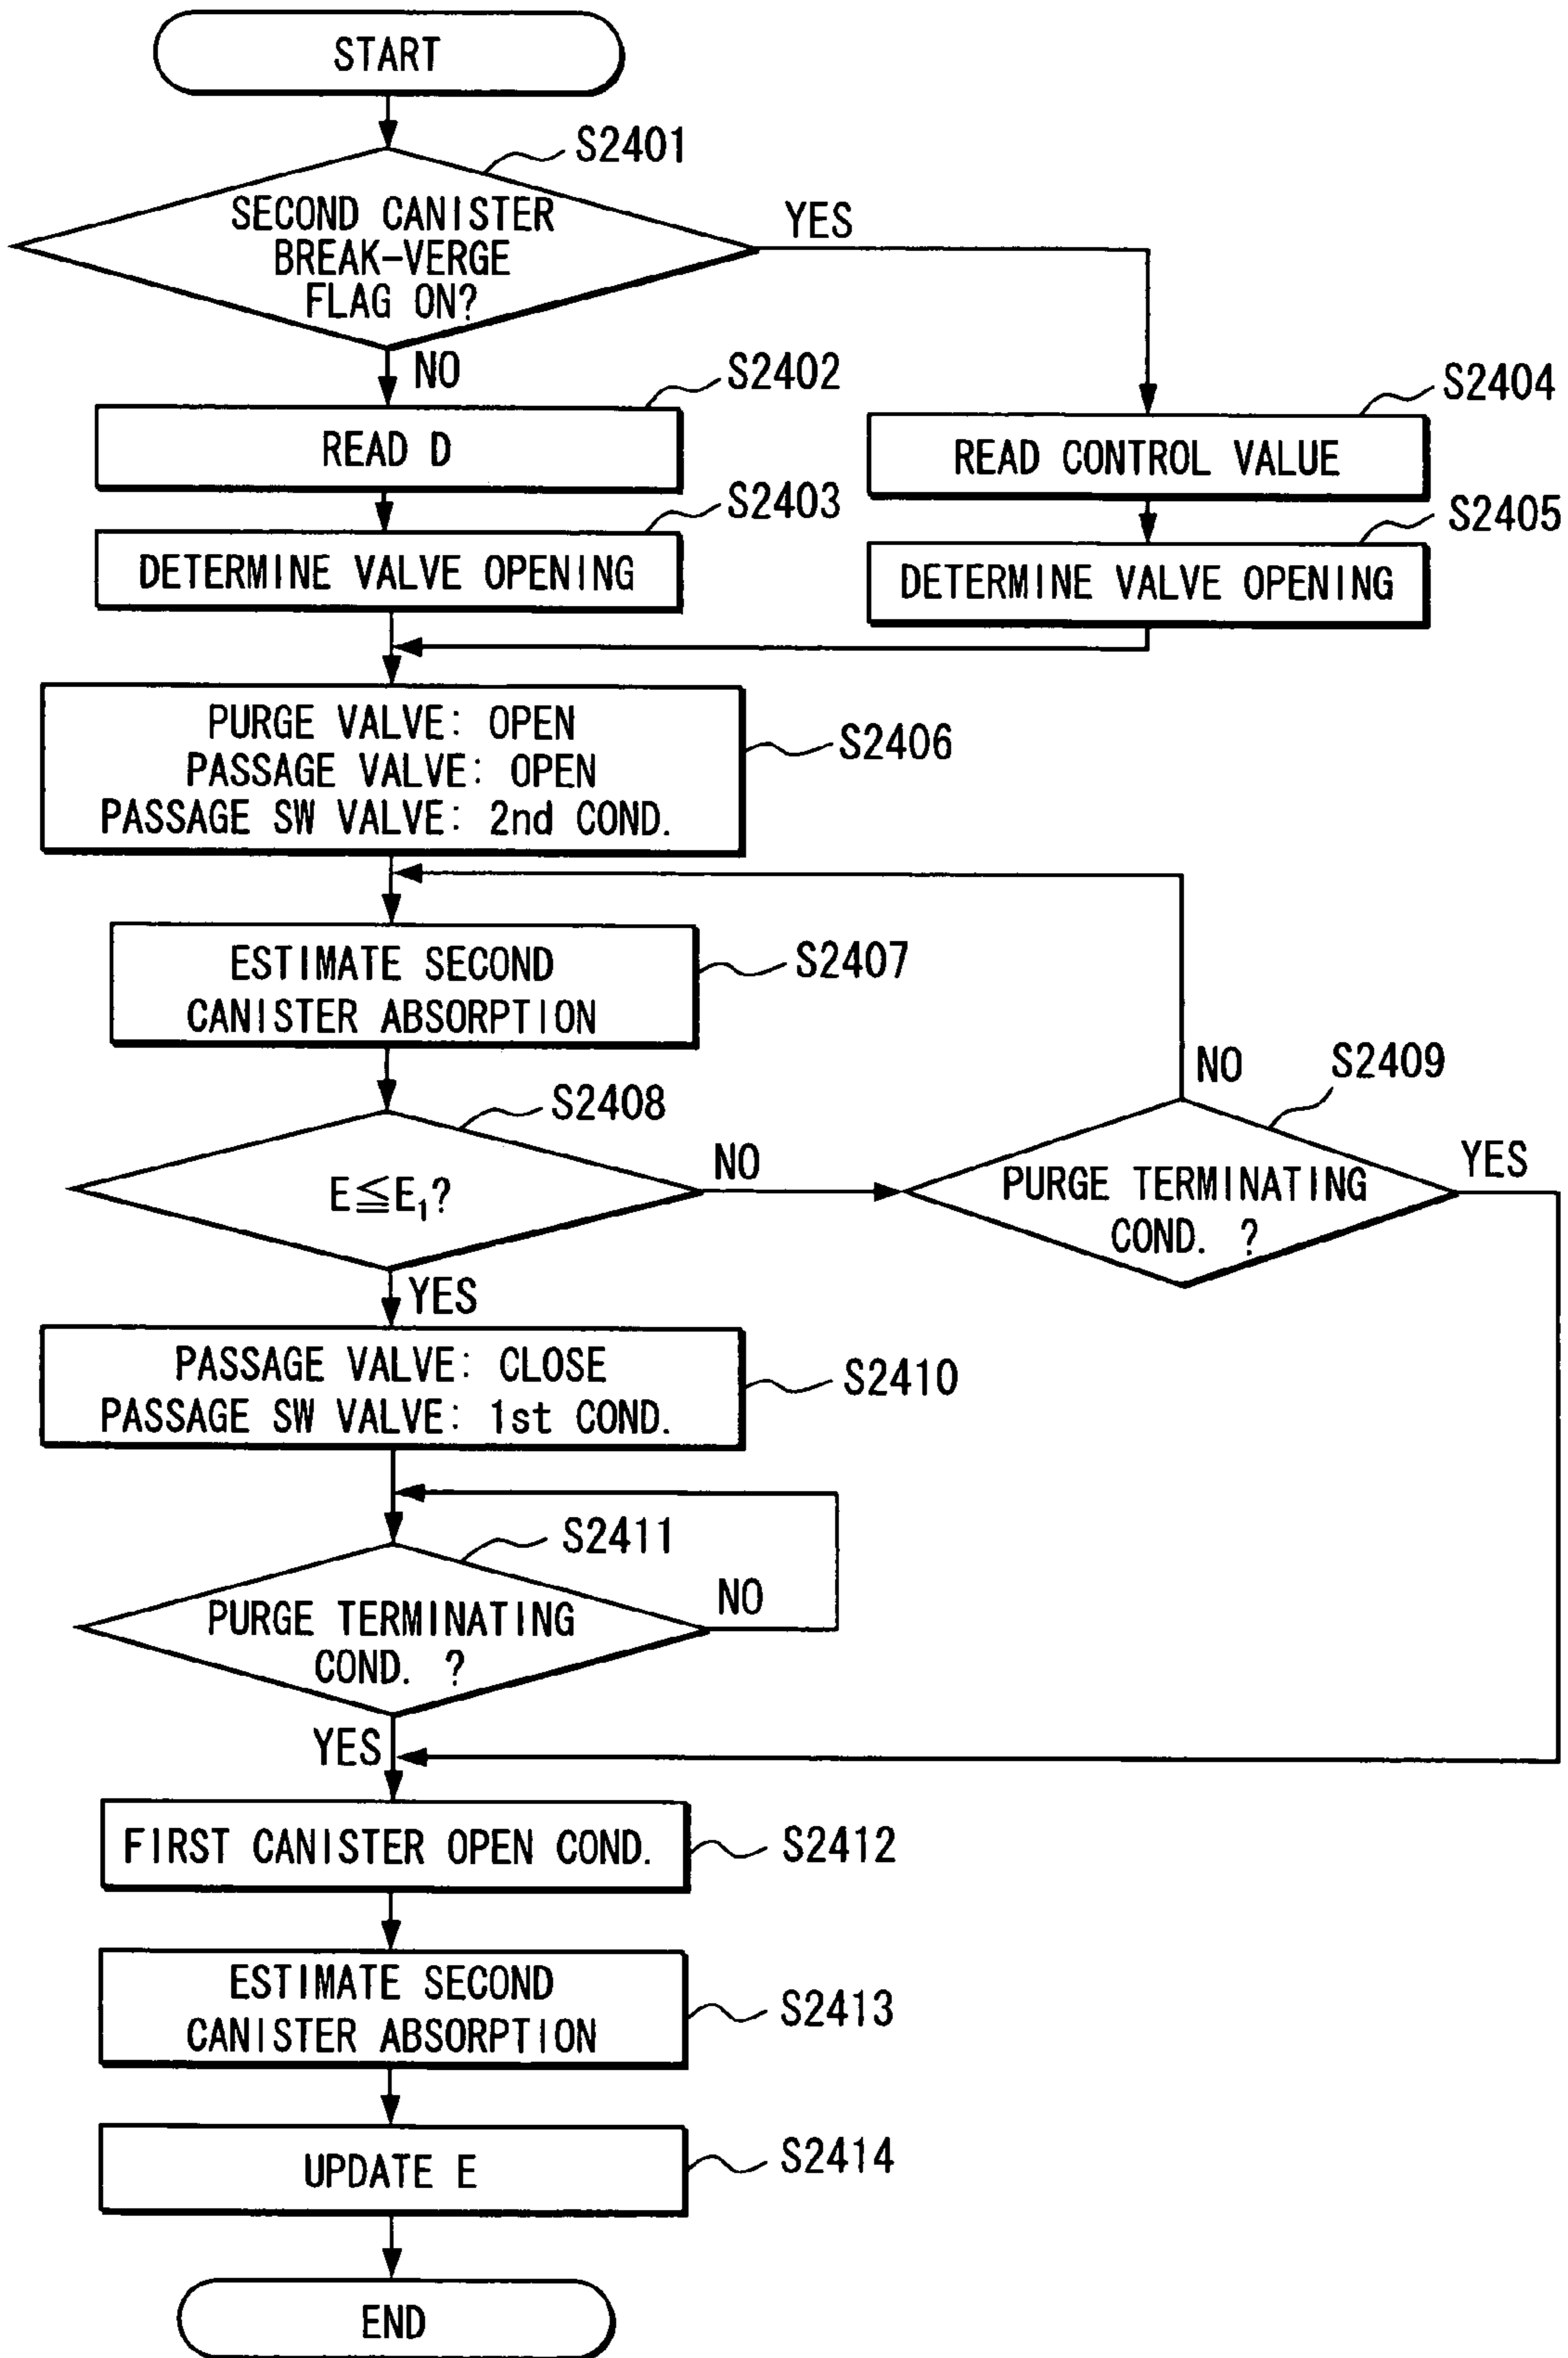 START
S2401
SECOND CANISTER
BREAK-VERGE
FLAG ON?
YES
NO
S2402
READ D
S2404
READ CONTROL VALUE
S2403
DETERMINE VALVE OPENING
S2405
DETERMINE VALVE OPENING
PURGE VALVE: OPEN
PASSAGE VALVE: OPEN
PASSAGE SW VALVE: 2nd COND.
S2406
ESTIMATE SECOND
CANISTER ABSORPTION
S2407
S2408
E≦E₁?
NO
NO
S2409
PURGE TERMINATING
COND. ?
YES
YES
PASSAGE VALVE: CLOSE
PASSAGE SW VALVE: 1st COND.
S2410
S2411
PURGE TERMINATING
COND. ?
NO
YES
FIRST CANISTER OPEN COND.
S2412
ESTIMATE SECOND
CANISTER ABSORPTION
S2413
UPDATE E
S2414
END